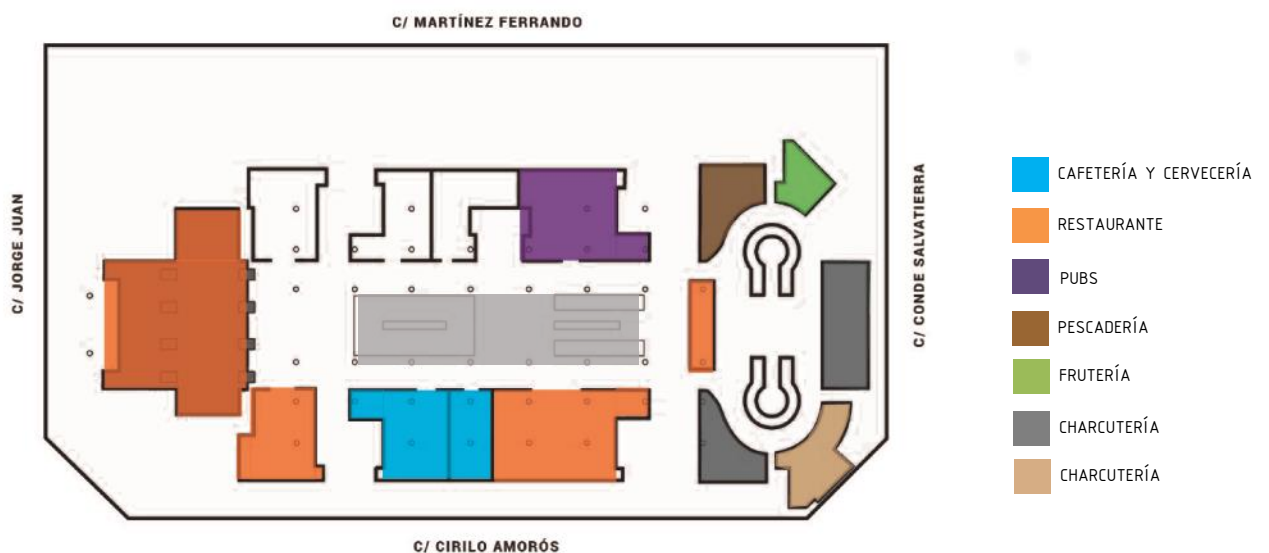 C/ MARTÍNEZ FERRANDO
C/ JORGE JUAN
C/ CONDE SALVATIERRA
C/ CIRILO AMORÓS
CAFETERÍA Y CERVECERÍA
RESTAURANTE
PUBS
PESCADERÍA
FRUTERÍA
CHARCUTERÍA
CHARCUTERÍA